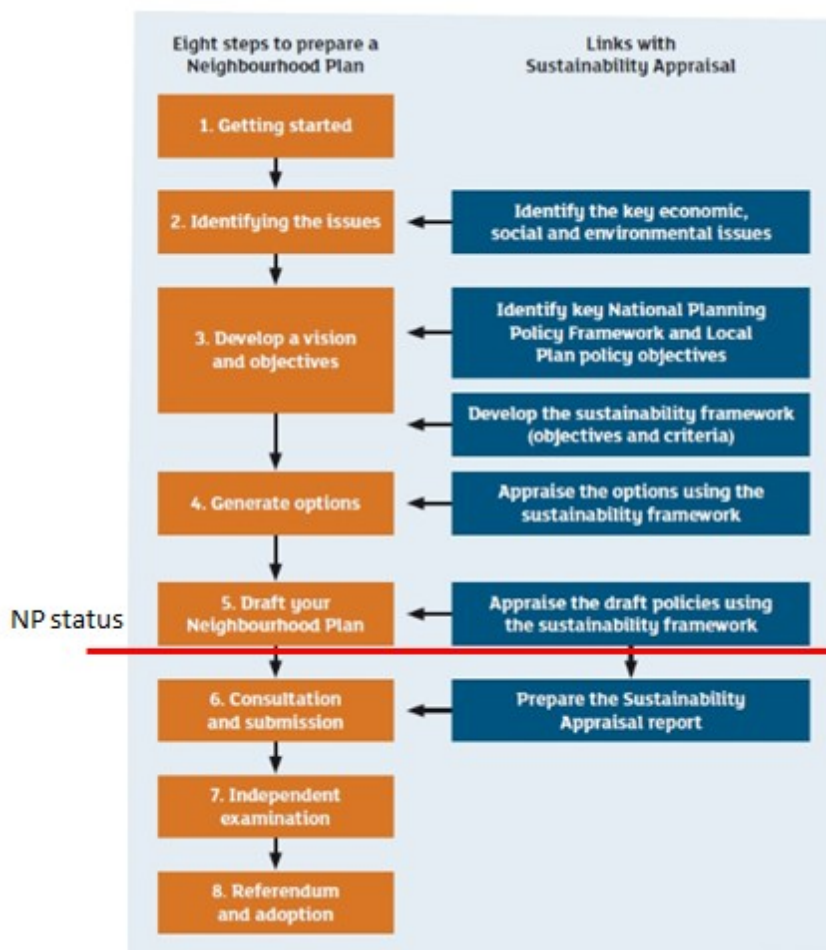 Eight steps to prepare a
Neighbourhood Plan
Links with
Sustainability Appraisal
1. Getting started
2. Identifying the issues
Identify the key economic,
social and environmental issues
3. Develop a vision
and objectives
Identify key National Planning
Policy Framework and Local
Plan policy objectives
Develop the sustainability framework
(objectives and criteria)
4. Generate options
Appraise the options using the
sustainability framework
NP status
5. Draft your
Neighbourhood Plan
Appraise the draft policies using
the sustainability framework
6. Consultation
and submission
Prepare the Sustainability
Appraisal report
7. Independent
examination
8. Referendum
and adoption